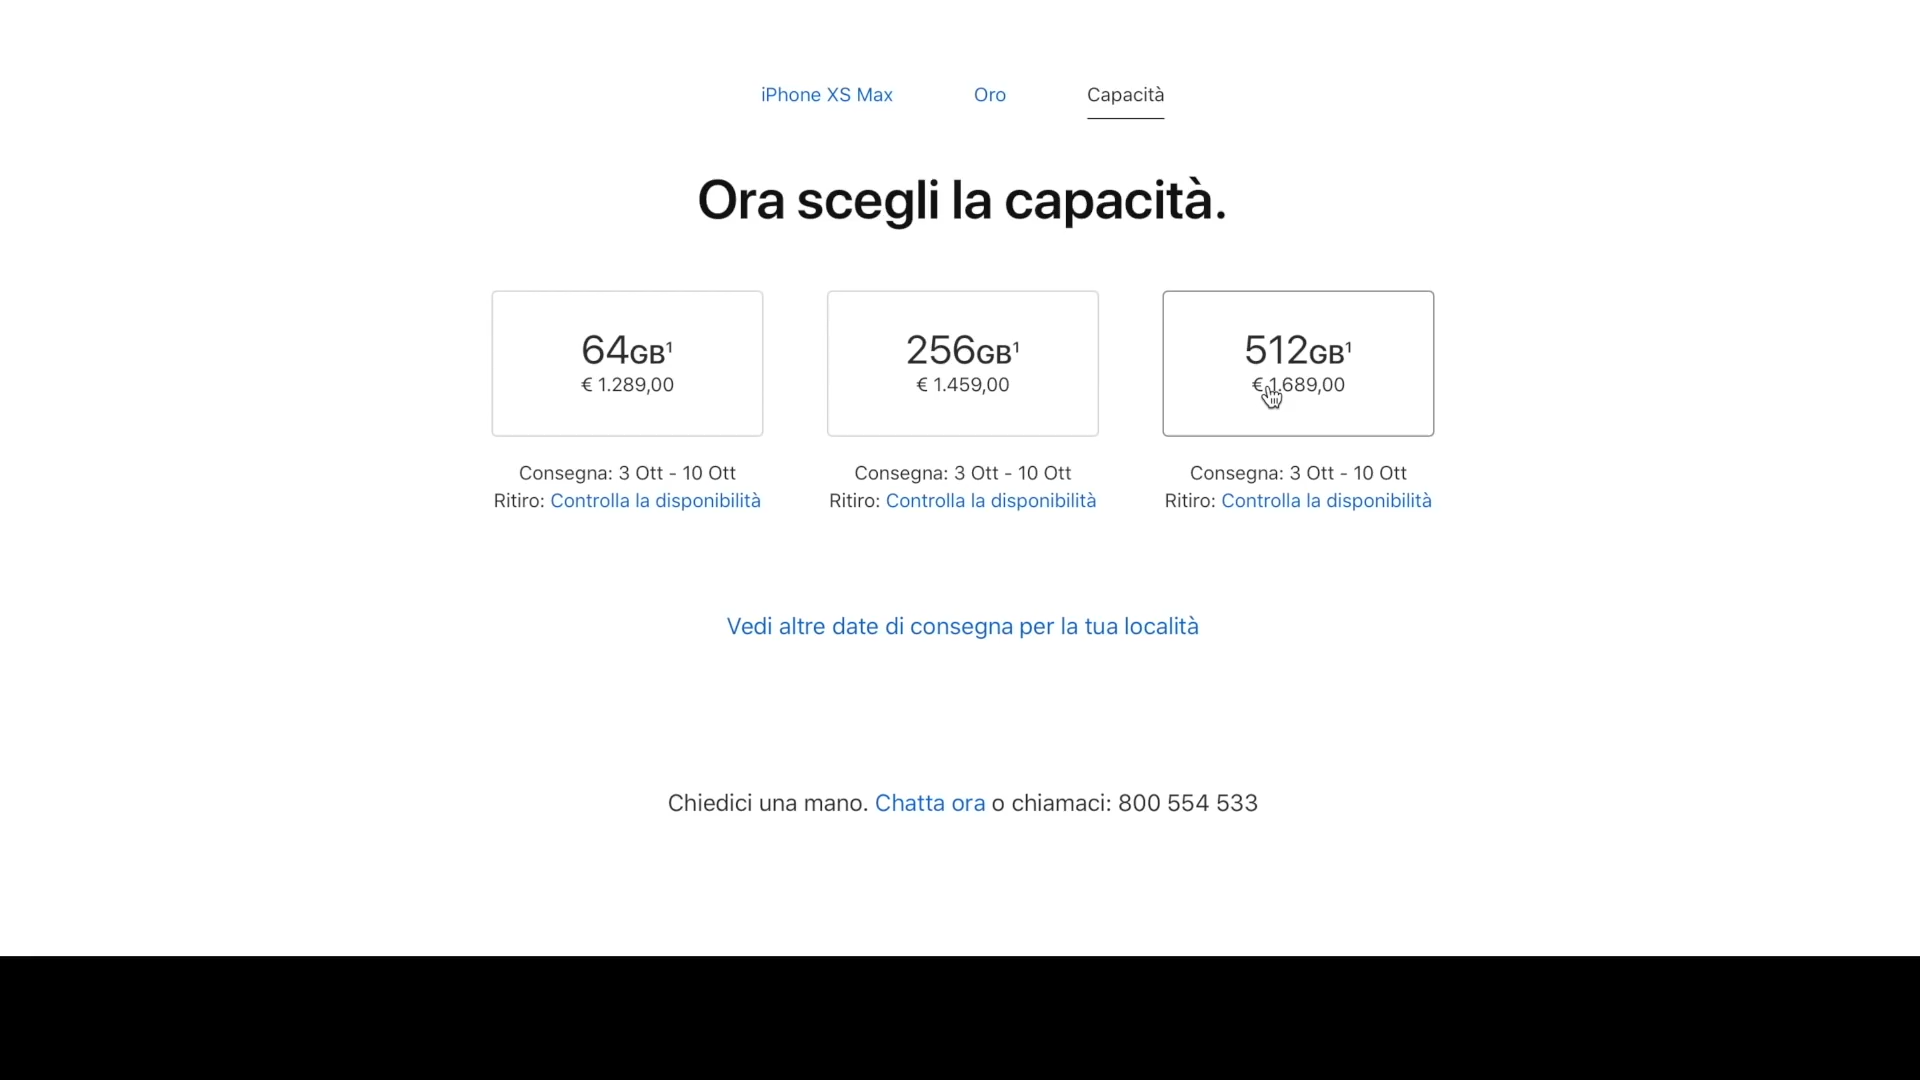 iPhone XS Max Oro Capacità
Ora scegli la capacità.
64GB¹ 256GB¹ 512GB¹
€ 1.289,00 € 1.459,00 € 1.689,00
Consegna: 3 Ott - 10 Ott Consegna: 3 Ott - 10 Ott Consegna: 3 Ott - 10 Ott
Ritiro: Controlla la disponibilità Ritiro: Controlla la disponibilità Ritiro: Controlla la disponibilità
Vedi altre date di consegna per la tua località
Chiedici una mano. Chatta ora o chiamaci: 800 554 533